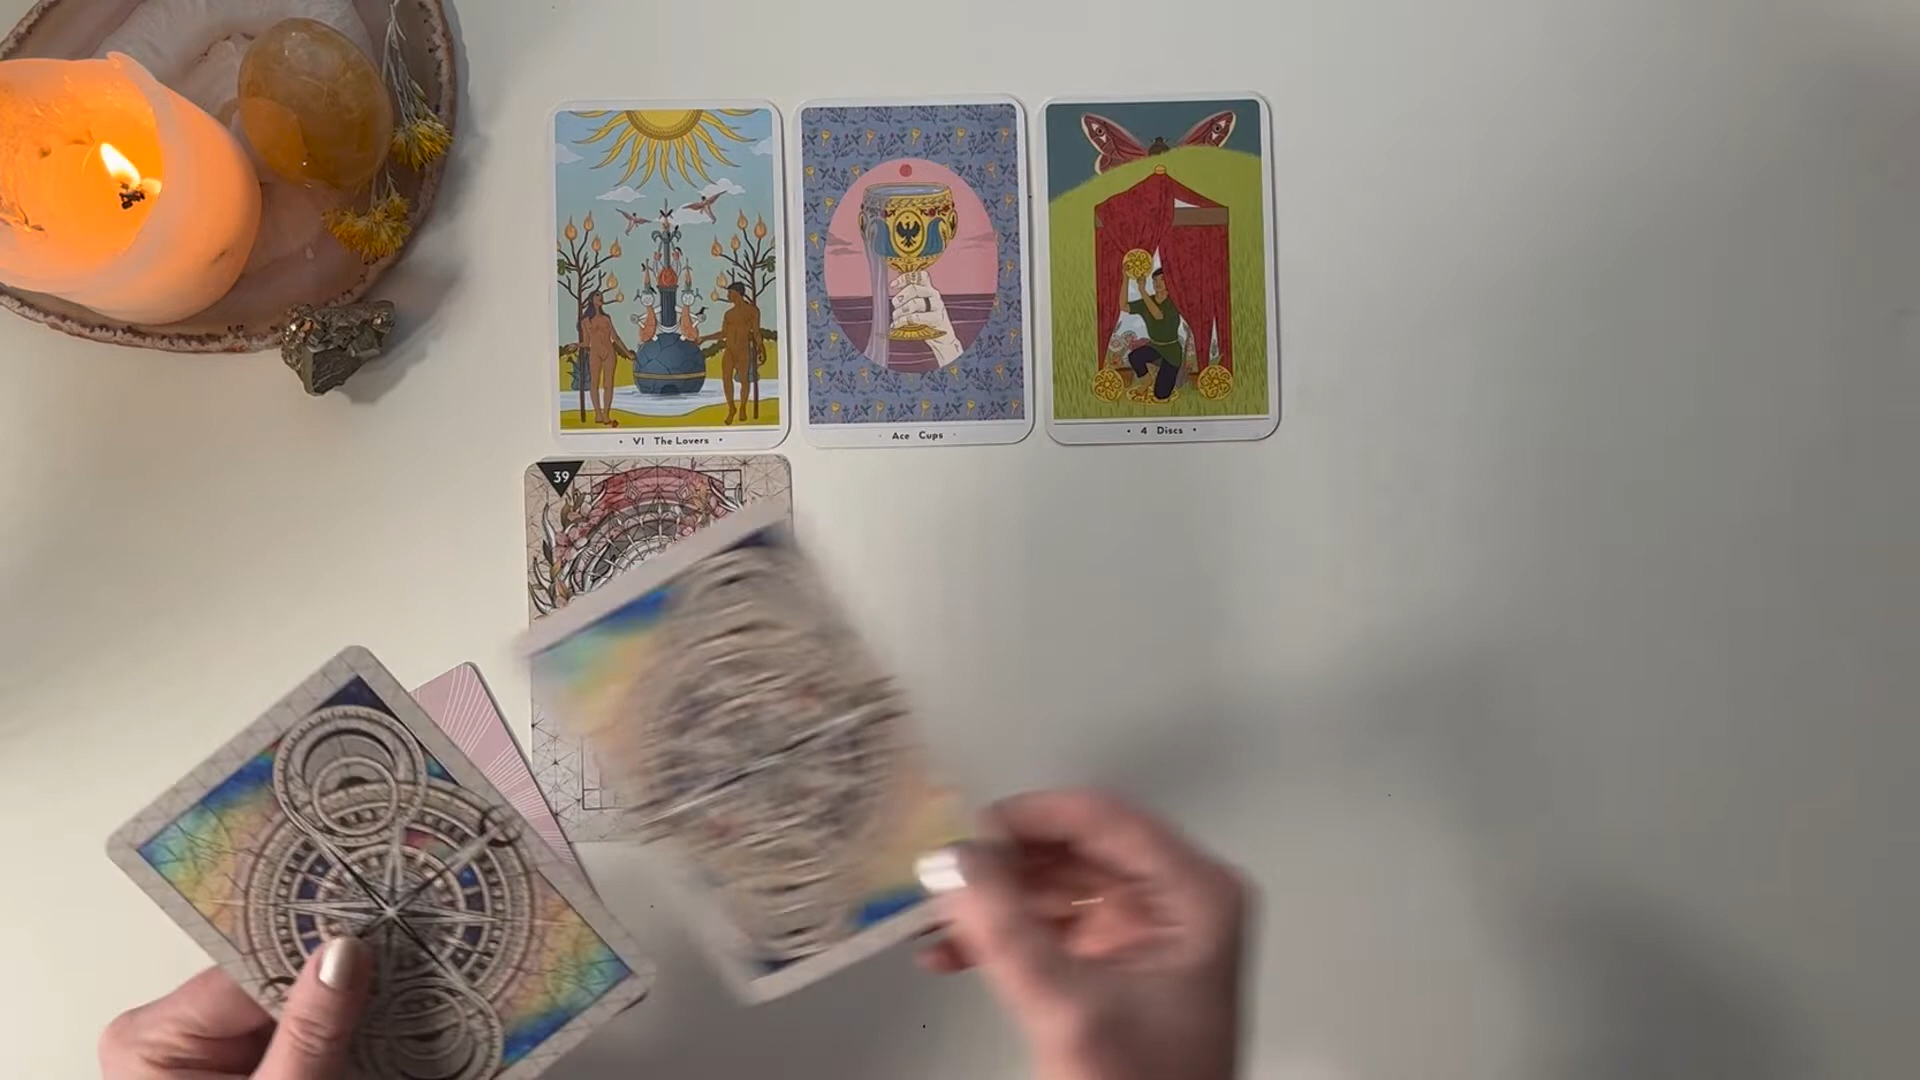 • VI The Lovers •
• Ace Cups •
• 4 Discs •
39